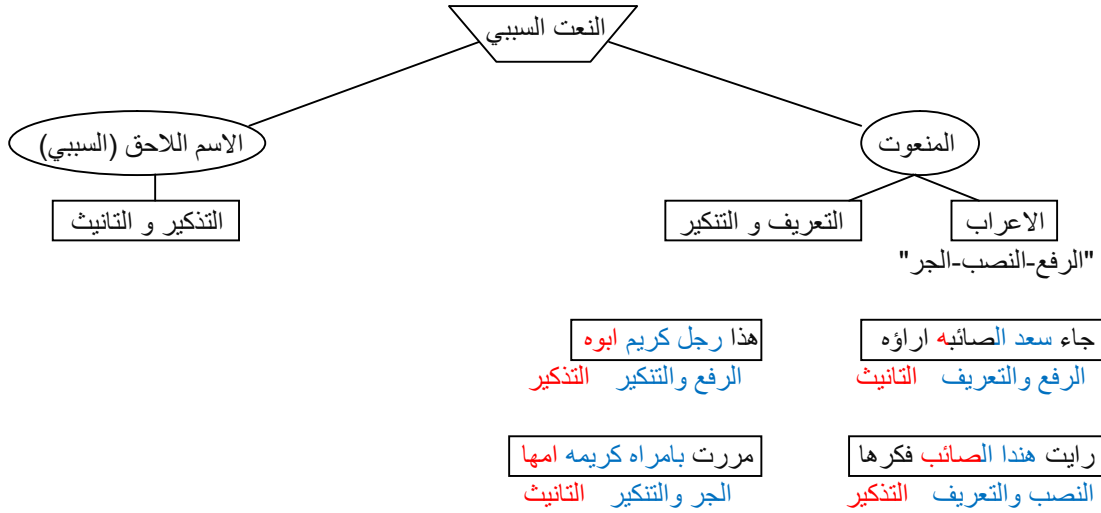 النعت السببي
المنعوت
الاسم اللاحق (السببي)
الاعراب
التعريف و التنكير
التذكير و التانيث
"الرفع-النصب-الجر"
جاء سعد الصائبه اراؤه
الرفع والتعريف التانيث
هذا رجل كريم ابوه
الرفع والتنكير التذكير
رايت هندا الصائب فكرها
النصب والتعريف التذكير
مررت بامراه كريمه امها
الجر والتنكير التانيث